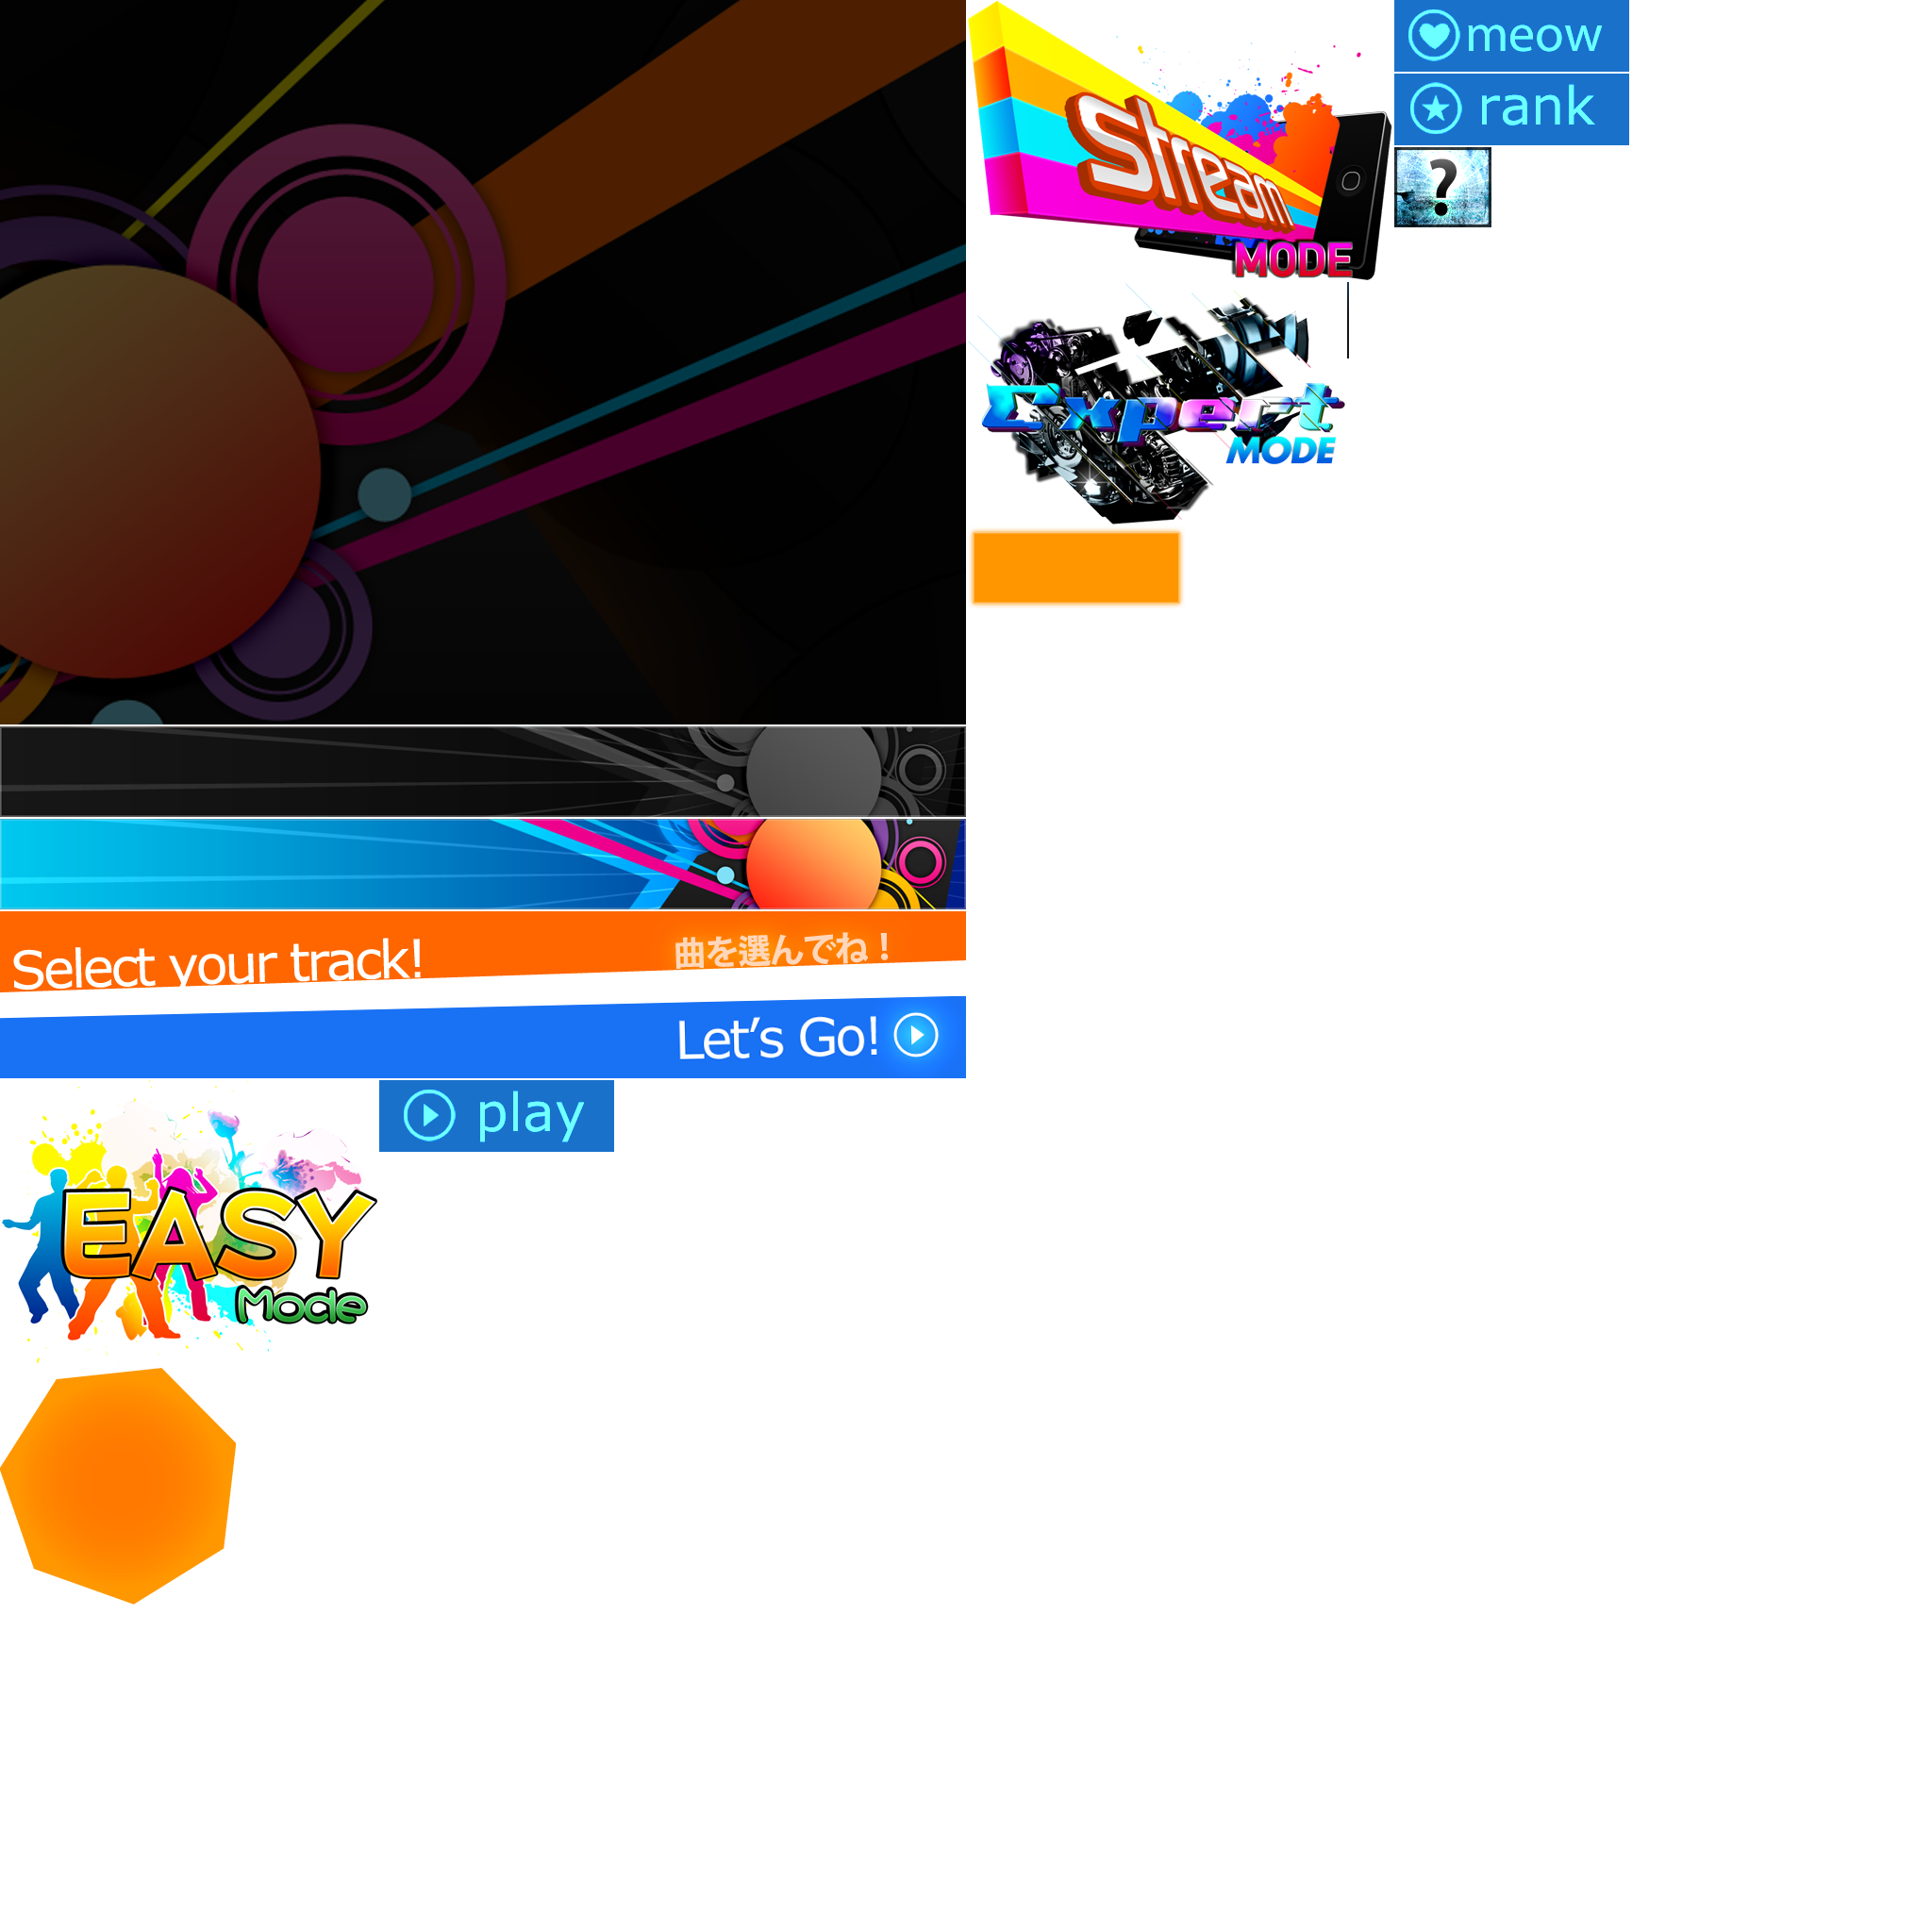 Stream
MODE
meow
rank
?
Expert
MODE
Select your track!
曲を選んでね！
Let's Go!
play
EASY
Mode